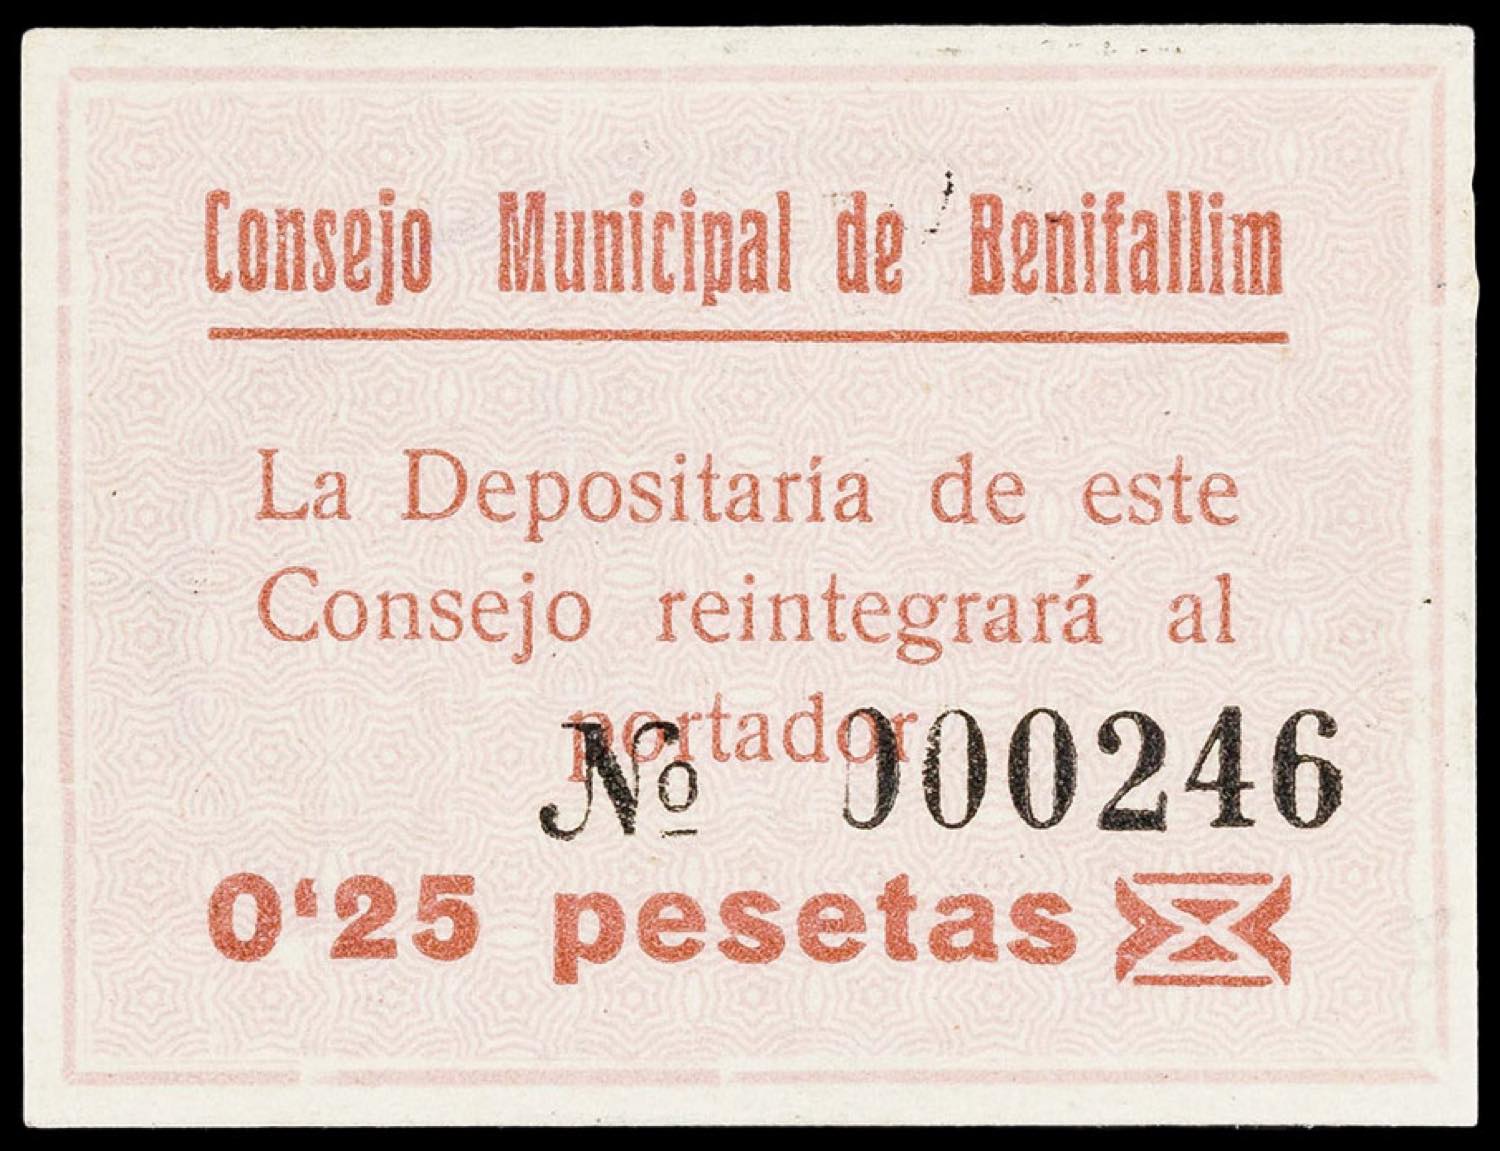 Consejo Municipal de Benifallim
La Depositaría de este
Consejo reintegrará al
portador
No 000246
0‘25 pesetas